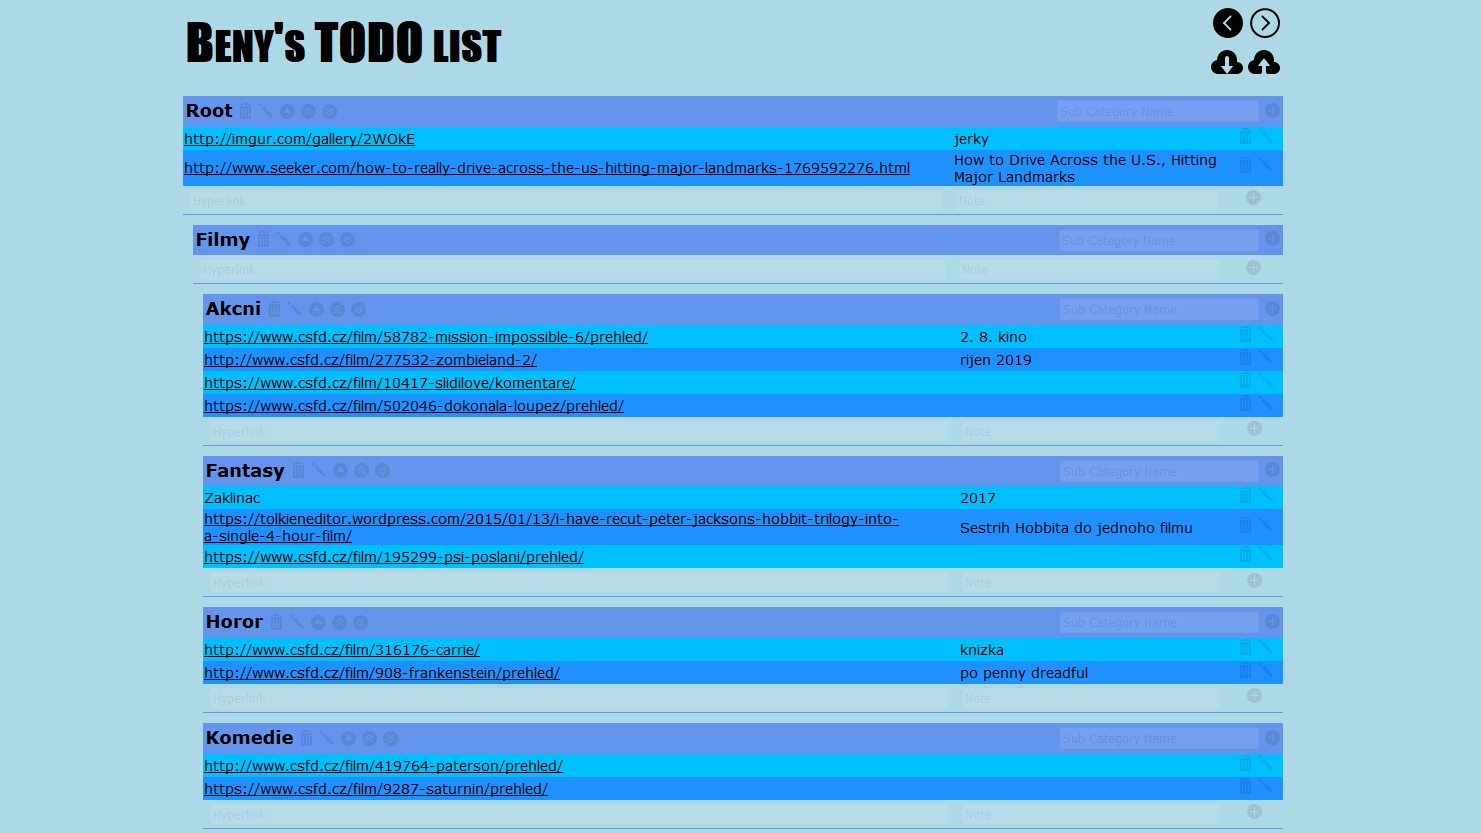 Beny's TODO list
Root
Sub Category Name
http://imgur.com/gallery/2WOkE jerky
http://www.seeker.com/how-to-really-drive-across-the-us-hitting-major-landmarks-1769592276.html How to Drive Across the U.S., Hitting
Major Landmarks
Hyperlink Note
Filmy Sub Category Name
Hyperlink Note
Akcni Sub Category Name
https://www.csfd.cz/film/58782-mission-impossible-6/prehled/ 2. 8. kino
http://www.csfd.cz/film/277532-zombieland-2/ rijen 2019
https://www.csfd.cz/film/10417-slidilove/komentare/
https://www.csfd.cz/film/502046-dokonala-loupez/prehled/
Hyperlink Note
Fantasy Sub Category Name
Zaklinac 2017
https://tolkieneditor.wordpress.com/2015/01/13/i-have-recut-peter-jacksons-hobbit-trilogy-into-
a-single-4-hour-film/ Sestrih Hobbita do jednoho filmu
https://www.csfd.cz/film/195299-psi-poslani/prehled/
Hyperlink Note
Horor Sub Category Name
http://www.csfd.cz/film/316176-carrie/ knizka
http://www.csfd.cz/film/908-frankenstein/prehled/ po penny dreadful
Hyperlink Note
Komedie Sub Category Name
http://www.csfd.cz/film/419764-paterson/prehled/
https://www.csfd.cz/film/9287-saturnin/prehled/
Hyperlink Note